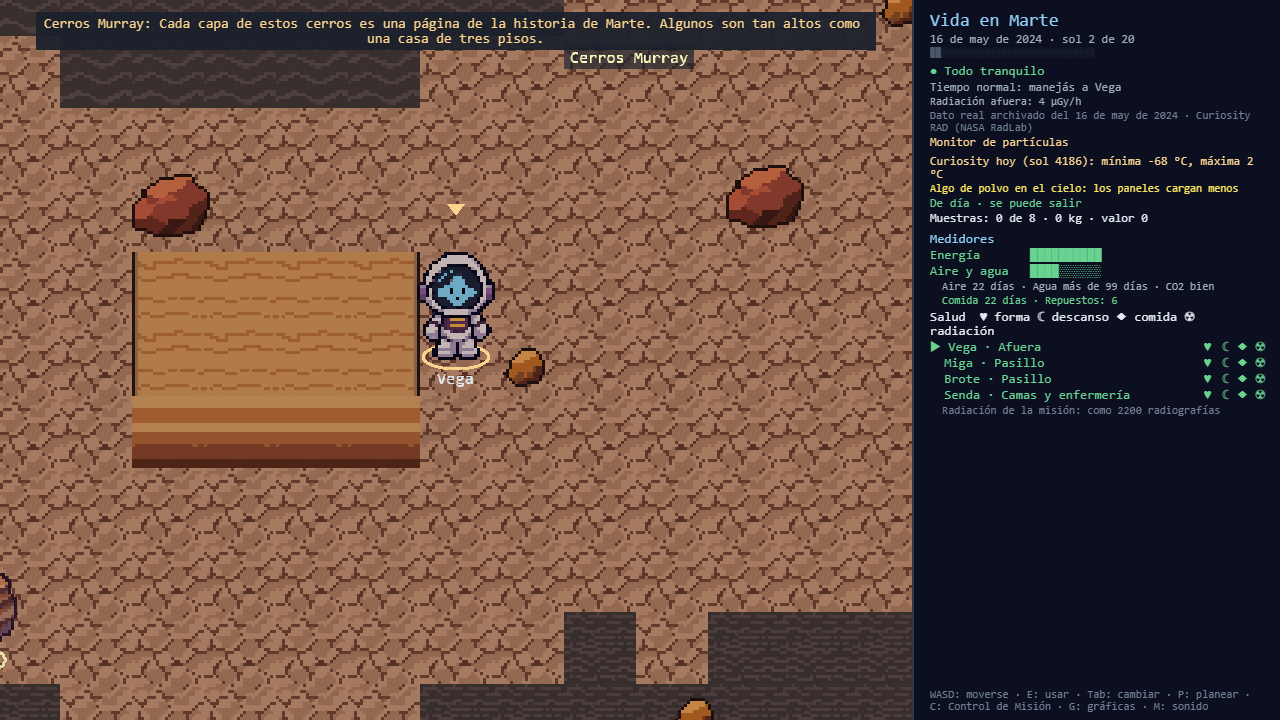 Cerros Murray: Cada capa de estos cerros es una página de la historia de Marte. Algunos son tan altos como
una casa de tres pisos.
Cerros Murray
Vega
Vida en Marte
16 de may de 2024 · sol 2 de 20
● Todo tranquilo
Tiempo normal: manejás a Vega
Radiación afuera: 4 µGy/h
Dato real archivado del 16 de may de 2024 · Curiosity
RAD (NASA RadLab)
Monitor de partículas
Curiosity hoy (sol 4186): mínima -68 °C, máxima 2
°C
Algo de polvo en el cielo: los paneles cargan menos
De día · se puede salir
Muestras: 0 de 8 · 0 kg · valor 0
Medidores
Energía
Aire y agua
Aire 22 días · Agua más de 99 días · CO2 bien
Comida 22 días · Repuestos: 6
Salud ♥ forma ☾ descanso ◆ comida ☢
radiación
▶ Vega · Afuera ♥ ☾ ◆ ☢
Miga · Pasillo ♥ ☾ ◆ ☢
Brote · Pasillo ♥ ☾ ◆ ☢
Senda · Camas y enfermería ♥ ☾ ◆ ☢
Radiación de la misión: como 2200 radiografías
WASD: moverse · E: usar · Tab: cambiar · P: planear ·
C: Control de Misión · G: gráficas · M: sonido